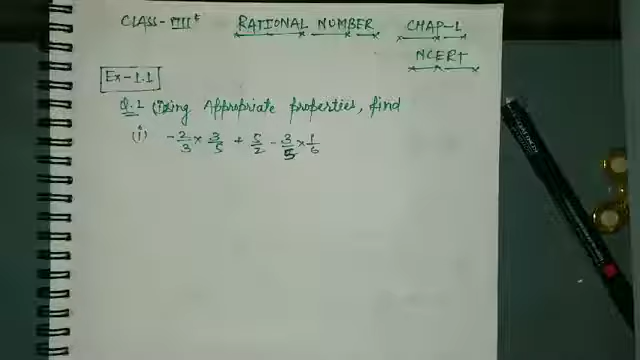 CLASS-VIIIth RATIONAL NUMBER CHAP-1
NCERT
Ex-1.1
Q.1 Using Appropriate properties, find
(i) -2/3 × 3/5 + 5/2 - 3/5 × 1/6